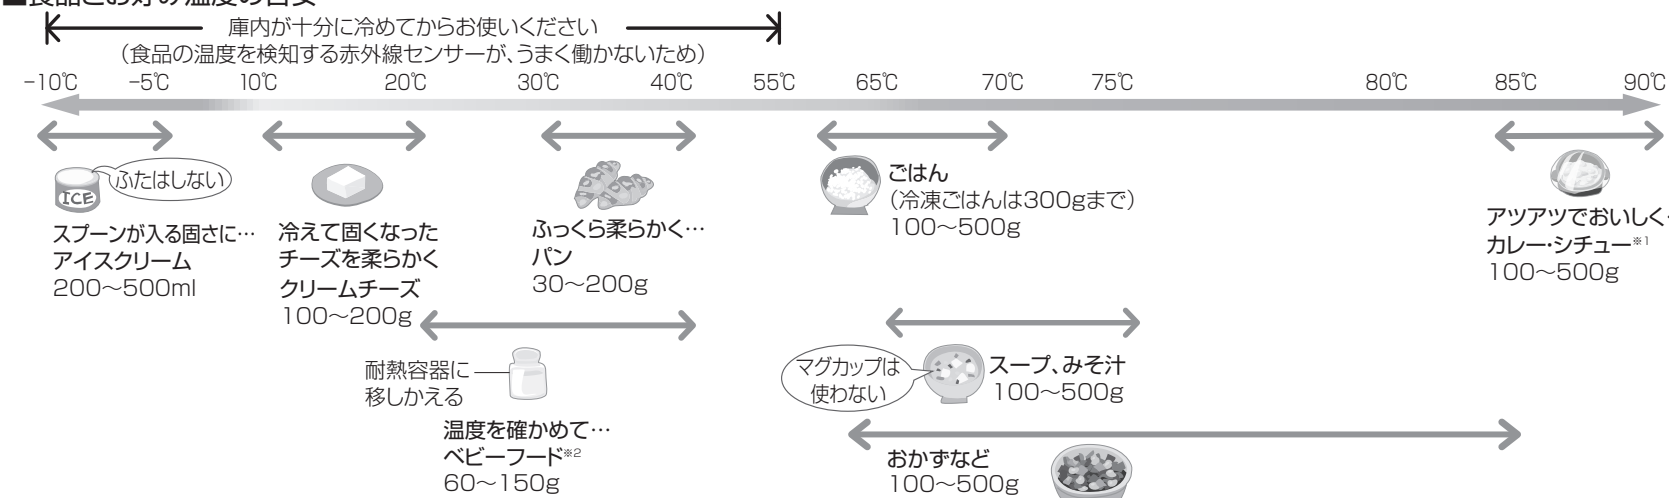 ■食品とお好み温度の目安
庫内が十分に冷めてからお使いください
（食品の温度を検知する赤外線センサーが、うまく働かないため）
−10℃ −5℃ 10℃ 20℃ 30℃ 40℃ 55℃ 65℃ 70℃ 75℃ 80℃ 85℃ 90℃
ふたはしない
ICE
スプーンが入る固さに…
アイスクリーム
200〜500ml
冷えて固くなった
チーズを柔らかく
クリームチーズ
100〜200g
ふっくら柔らかく…
パン
30〜200g
ごはん
（冷凍ごはんは300gまで）
100〜500g
アツアツでおいしく
カレー・シチュー※1
100〜500g
耐熱容器に
移しかえる
温度を確かめて…
ベビーフード※2
60〜150g
マグカップは
使わない
スープ、みそ汁
100〜500g
おかずなど
100〜500g